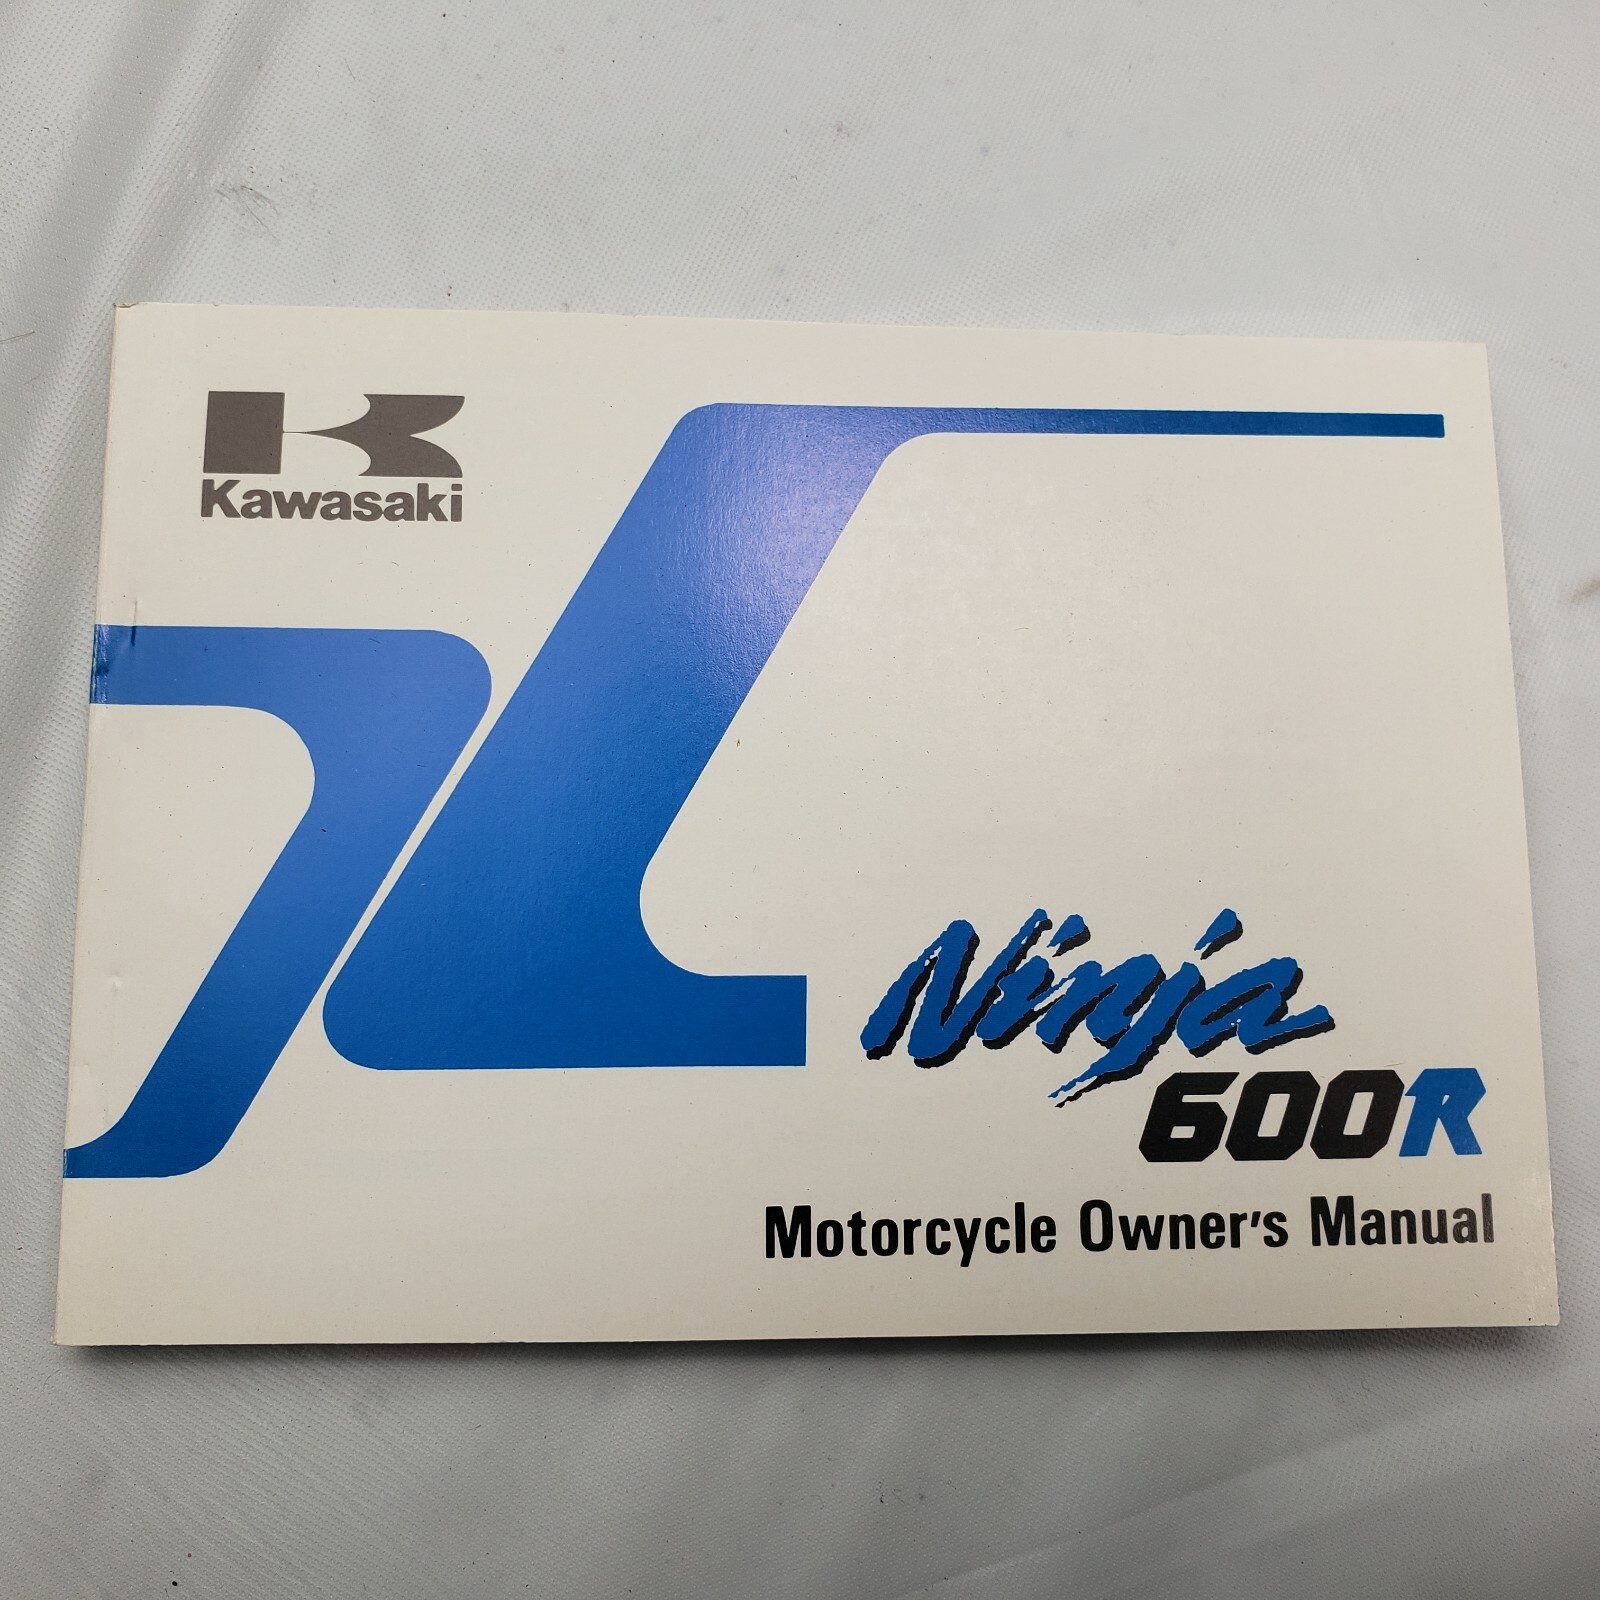 Kawasaki
Ninja
600R
Motorcycle Owner's Manual